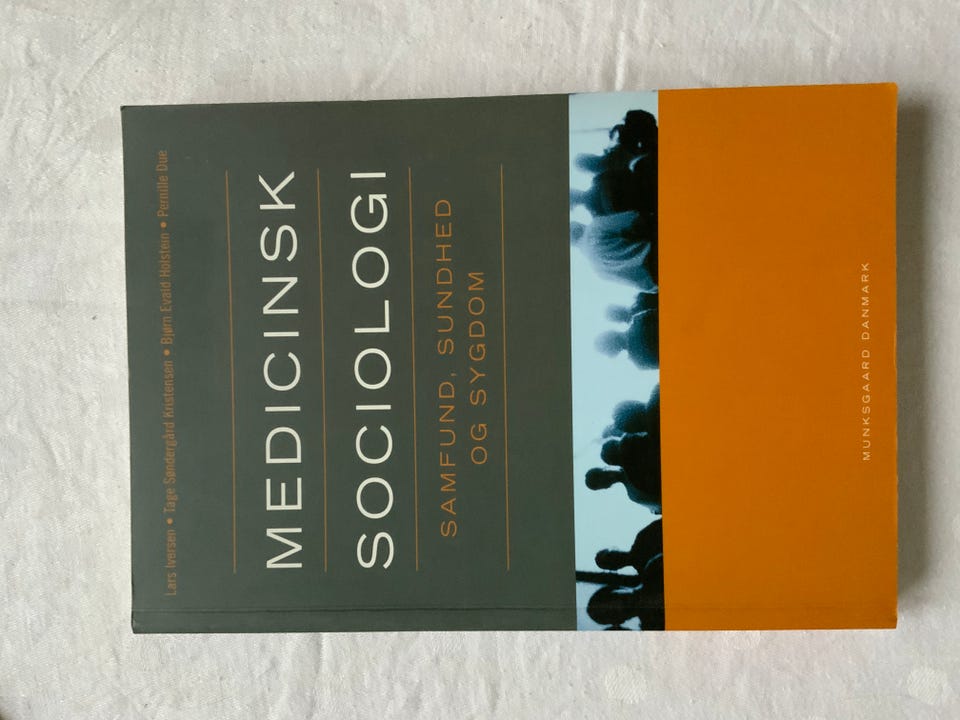 Lars Iversen • Tage Søndergård Kristensen • Bjørn Evald Holstein • Pernille Due
MEDICINSK
SOCIOLOGI
SAMFUND, SUNDHED
OG SYGDOM
MUNKSGAARD DANMARK